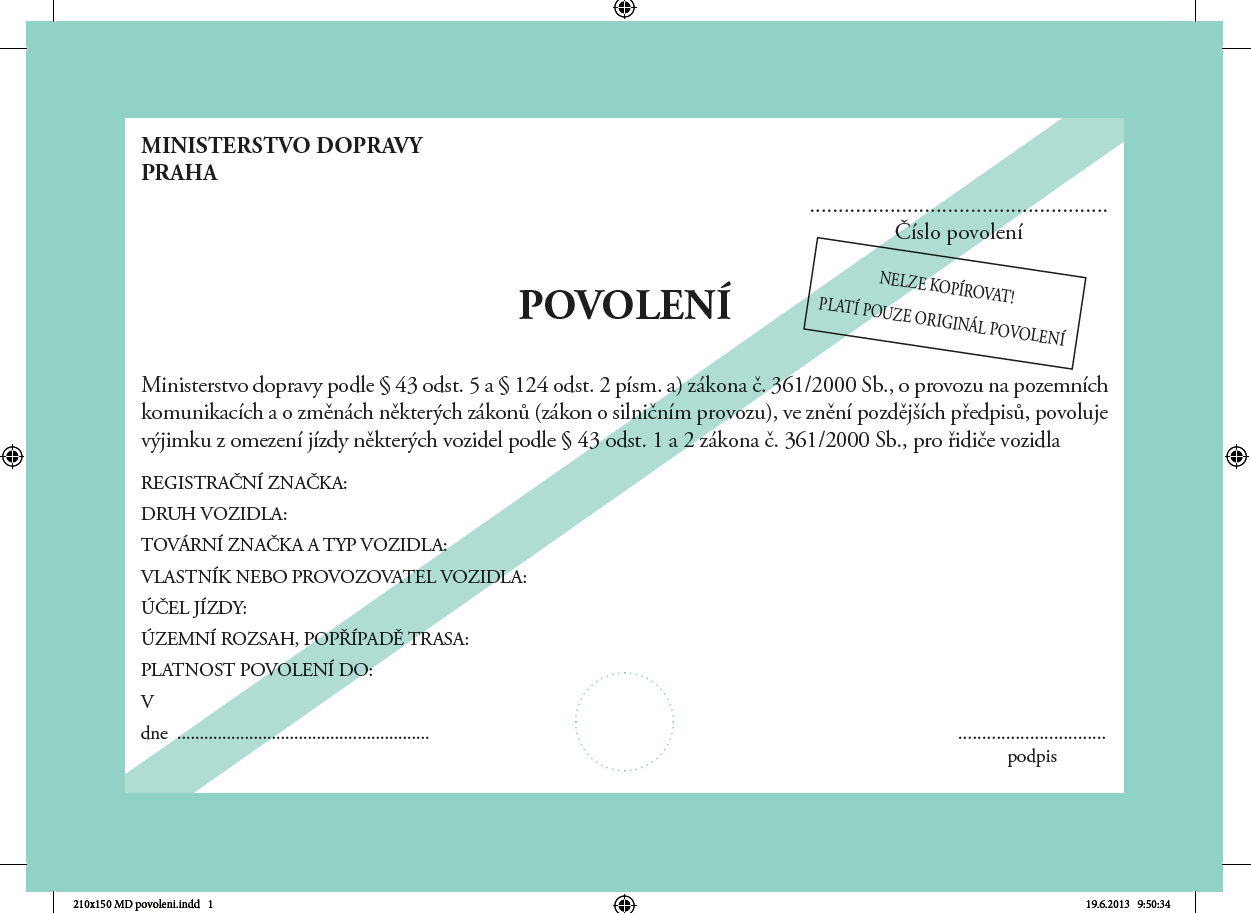 MINISTERSTVO DOPRAVY
PRAHA
....................................................
Číslo povolení
NELZE KOPÍROVAT!
PLATÍ POUZE ORIGINÁL POVOLENÍ
POVOLENÍ
Ministerstvo dopravy podle § 43 odst. 5 a § 124 odst. 2 písm. a) zákona č. 361/2000 Sb., o provozu na pozemních
komunikacích a o změnách některých zákonů (zákon o silničním provozu), ve znění pozdějších předpisů, povoluje
výjimku z omezení jízdy některých vozidel podle § 43 odst. 1 a 2 zákona č. 361/2000 Sb., pro řidiče vozidla
REGISTRAČNÍ ZNAČKA:
DRUH VOZIDLA:
TOVÁRNÍ ZNAČKA A TYP VOZIDLA:
VLASTNÍK NEBO PROVOZOVATEL VOZIDLA:
ÚČEL JÍZDY:
ÚZEMNÍ ROZSAH, POPŘÍPADĚ TRASA:
PLATNOST POVOLENÍ DO:
V
dne ........................................................ .................................
podpis
210x150 MD povoleni.indd 1 19.6.2013 9:50:34